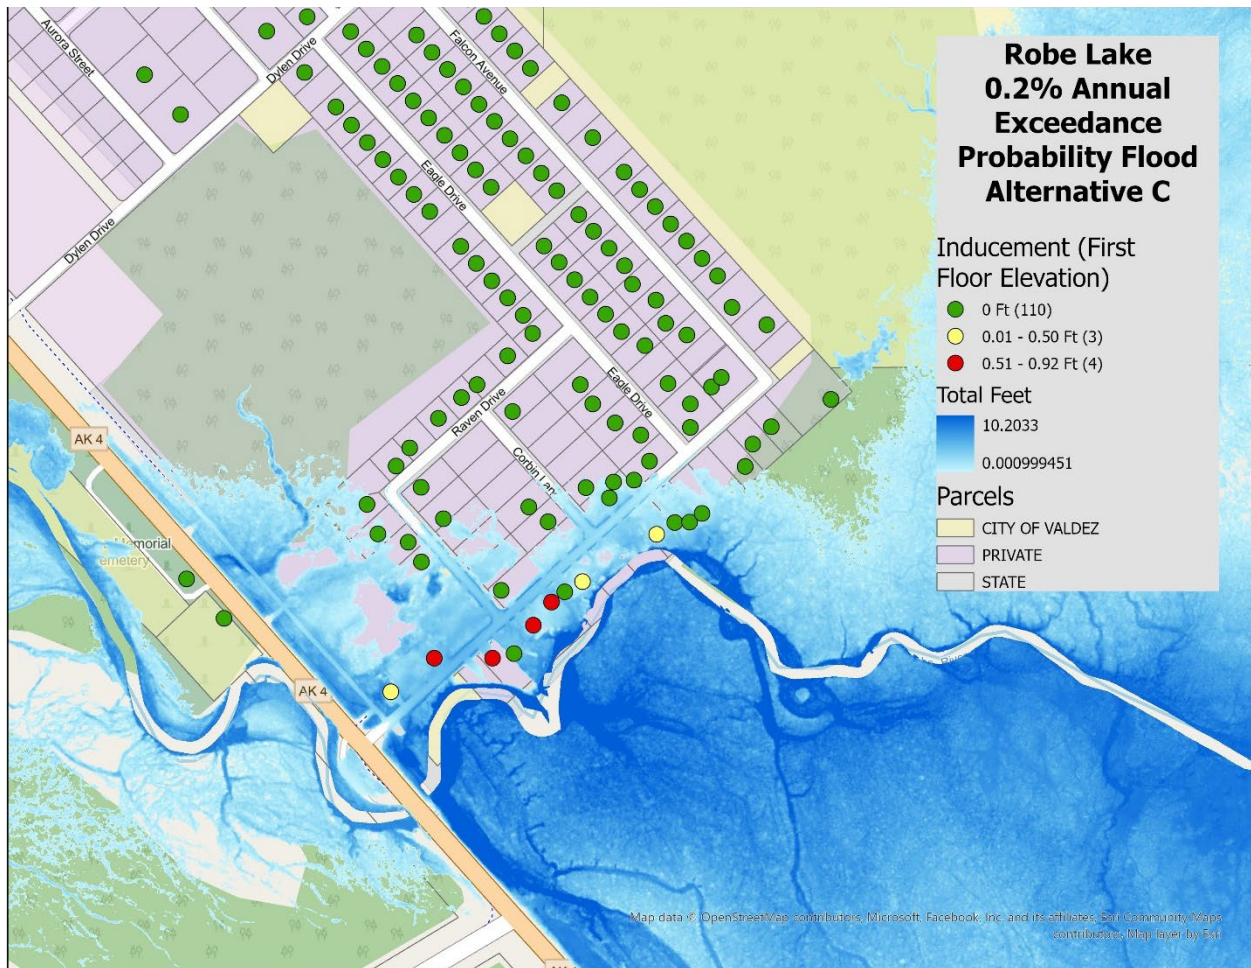 Aurora Street
Dylen Drive
Falcon Avenue
Eagle Drive
Dylen Drive
Robe Lake
0.2% Annual
Exceedance
Probability Flood
Alternative C
Inducement (First
Floor Elevation)
0 Ft (110)
0.01 - 0.50 Ft (3)
0.51 - 0.92 Ft (4)
Total Feet
10.2033
0.000999451
Parcels
CITY OF VALDEZ
PRIVATE
STATE
Eagle Drive
Raven Drive
Corbin Lan
AK 4
Memorial
emetery
AK 4
Map data © OpenStreetMap contributors, Microsoft, Facebook, Inc. and its affiliates, Esri Community Maps
contributors, Map layer by Esri